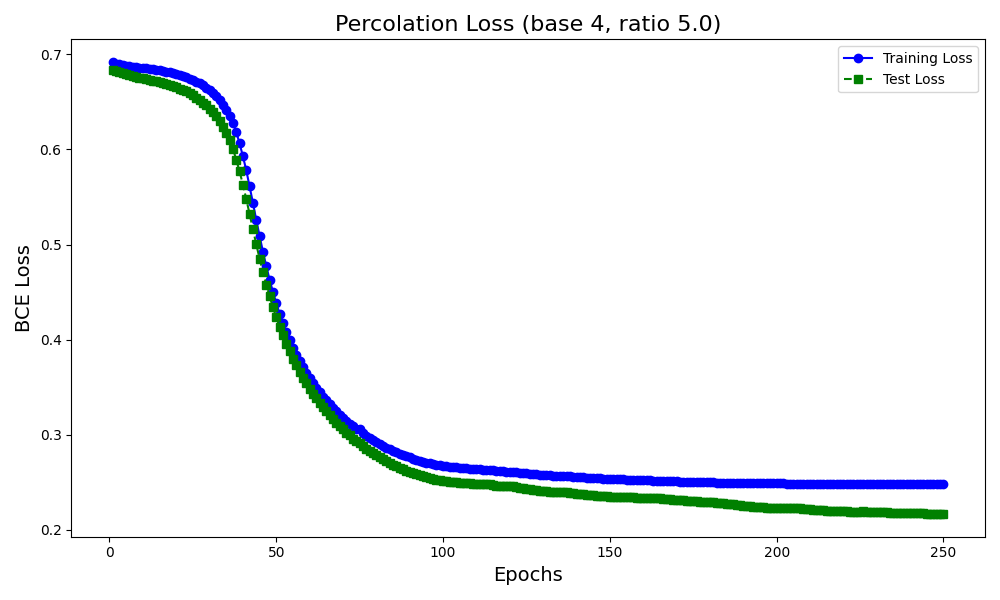 Percolation Loss (base 4, ratio 5.0)
Training Loss
Test Loss
0.7
0.6
0.5
0.4
0.3
0.2
BCE Loss
0 50 100 150 200 250
Epochs